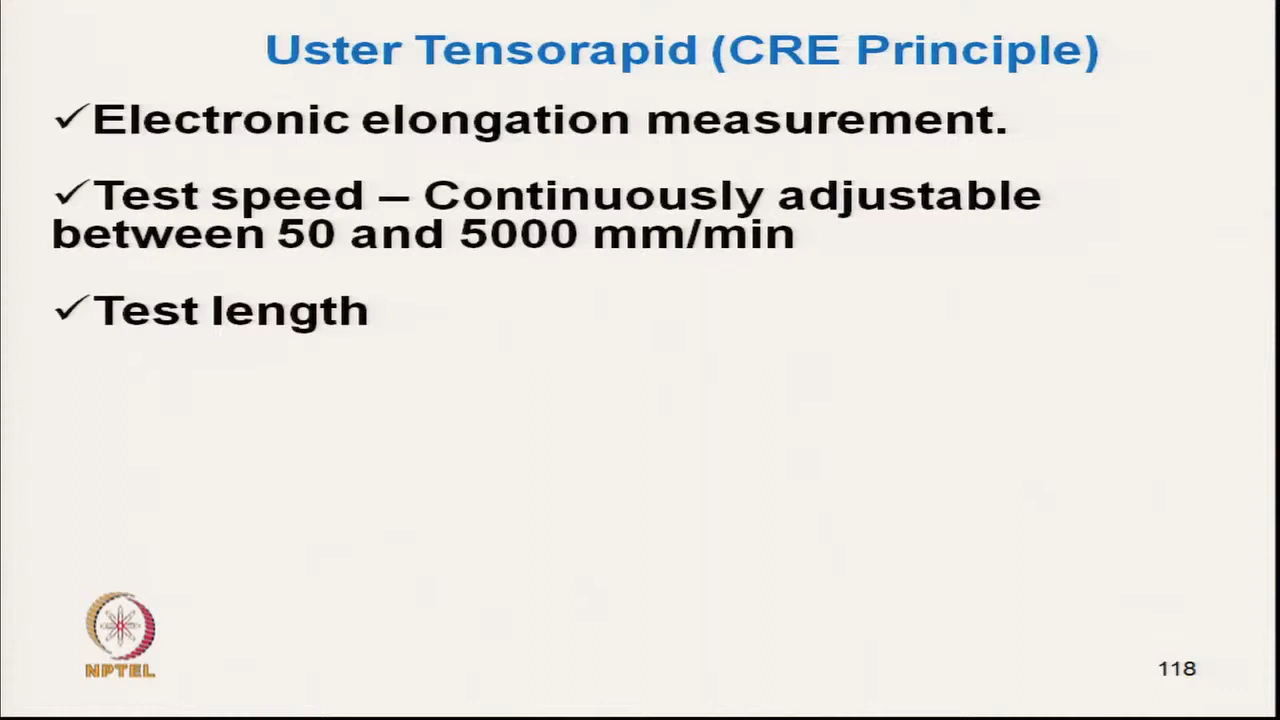 Uster Tensorapid (CRE Principle)
✓Electronic elongation measurement.
✓Test speed – Continuously adjustable
between 50 and 5000 mm/min
✓Test length
NPTEL
118